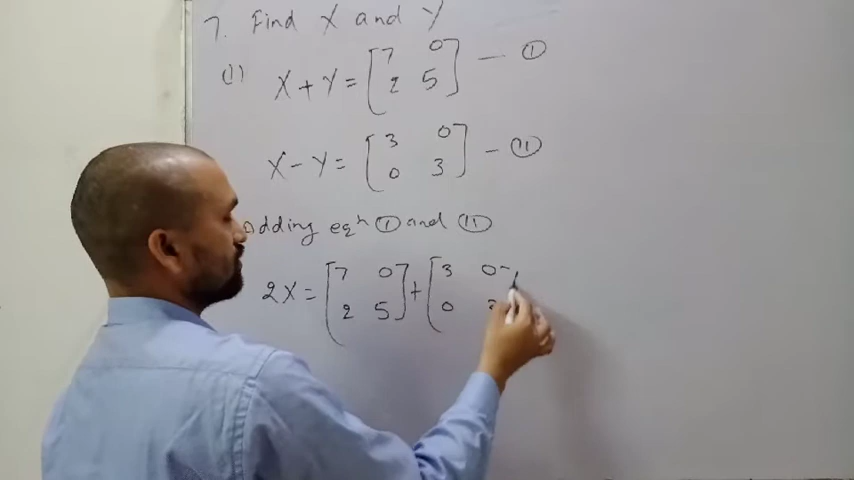 7. Find X and Y
(i) X + Y = [7 0
2 5] — (I)
X - Y = [3 0
0 3] — (II)
Adding eqn (I) and (II)
2X = [7 0
2 5] + [3 0
0